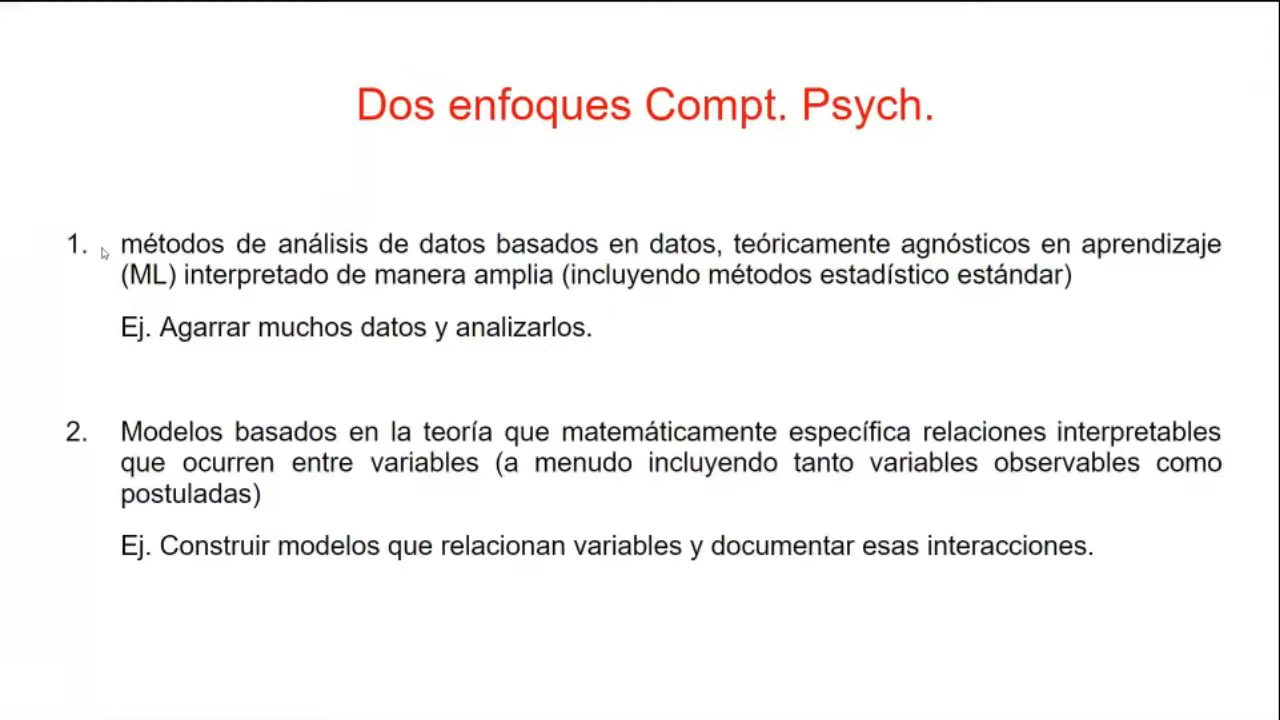 Dos enfoques Compt. Psych.
1. métodos de análisis de datos basados en datos, teóricamente agnósticos en aprendizaje
(ML) interpretado de manera amplia (incluyendo métodos estadístico estándar)
Ej. Agarrar muchos datos y analizarlos.
2. Modelos basados en la teoría que matemáticamente específica relaciones interpretables
que ocurren entre variables (a menudo incluyendo tanto variables observables como
postuladas)
Ej. Construir modelos que relacionan variables y documentar esas interacciones.